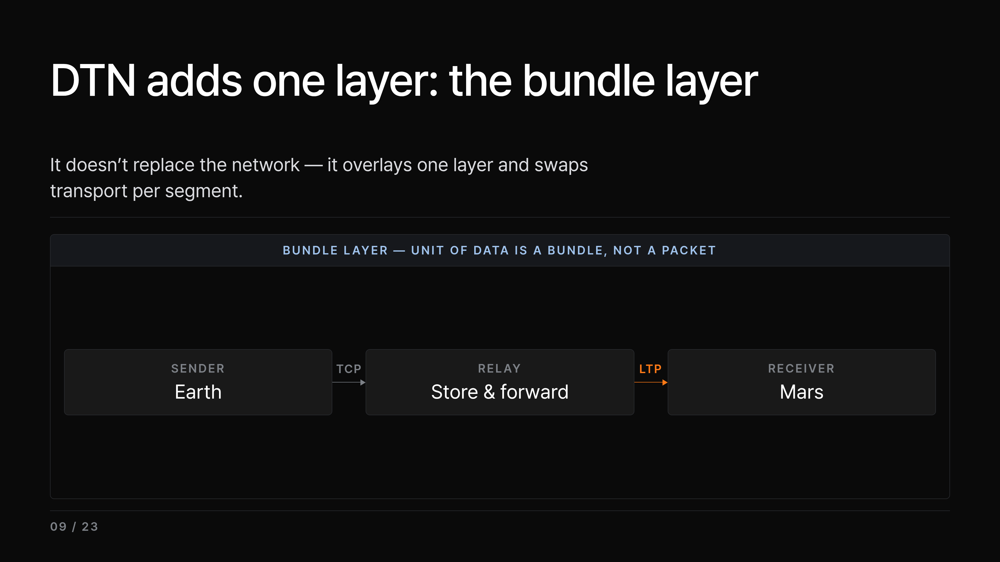 DTN adds one layer: the bundle layer
It doesn’t replace the network — it overlays one layer and swaps
transport per segment.
BUNDLE LAYER — UNIT OF DATA IS A BUNDLE, NOT A PACKET
SENDER
Earth
TCP
RELAY
Store & forward
LTP
RECEIVER
Mars
09 / 23